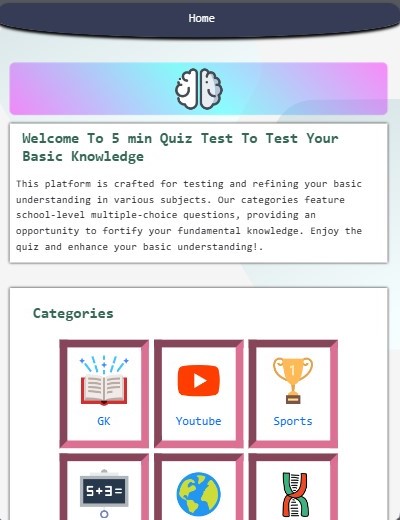 Home
Welcome To 5 min Quiz Test To Test Your
Basic Knowledge
This platform is crafted for testing and refining your basic
understanding in various subjects. Our categories feature
school-level multiple-choice questions, providing an
opportunity to fortify your fundamental knowledge. Enjoy the
quiz and enhance your basic understanding!.
Categories
GK
Youtube
1
Sports
5+3=